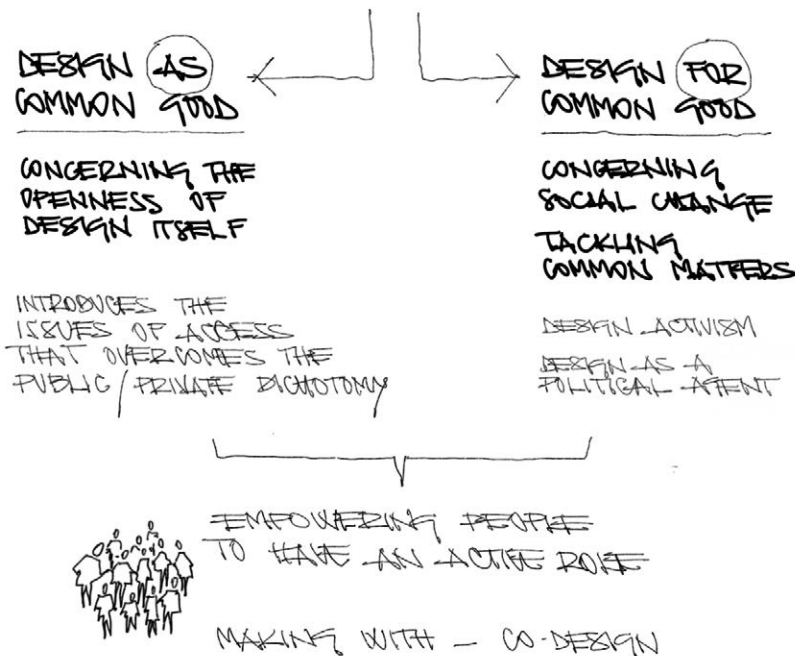 DESIGN AS
COMMON GOOD
CONCERNING THE
OPENNESS OF
DESIGN ITSELF
INTRODUCES THE
ISSUES OF ACCESS
THAT OVERCOMES THE
PUBLIC / PRIVATE DICHOTOMY
DESIGN FOR
COMMON GOOD
CONCERNING
SOCIAL CHANGE
TACKLING
COMMON MATTERS
DESIGN ACTIVISM
DESIGN AS A
POLITICAL AGENT
EMPOWERING PEOPLE
TO HAVE AN ACTIVE ROLE
MAKING WITH - CO-DESIGN